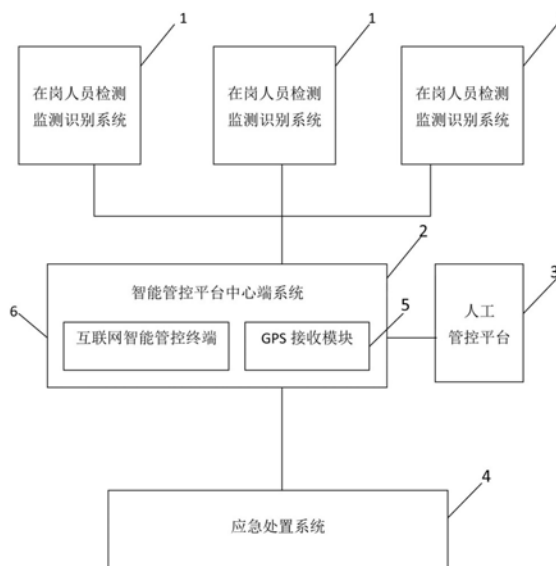 1
1
在岗人员检测
监测识别系统
在岗人员检测
监测识别系统
在岗人员检测
监测识别系统
2
3
智能管控平台中心端系统
6
5
互联网智能管控终端
GPS 接收模块
人工
管控平台
4
应急处置系统